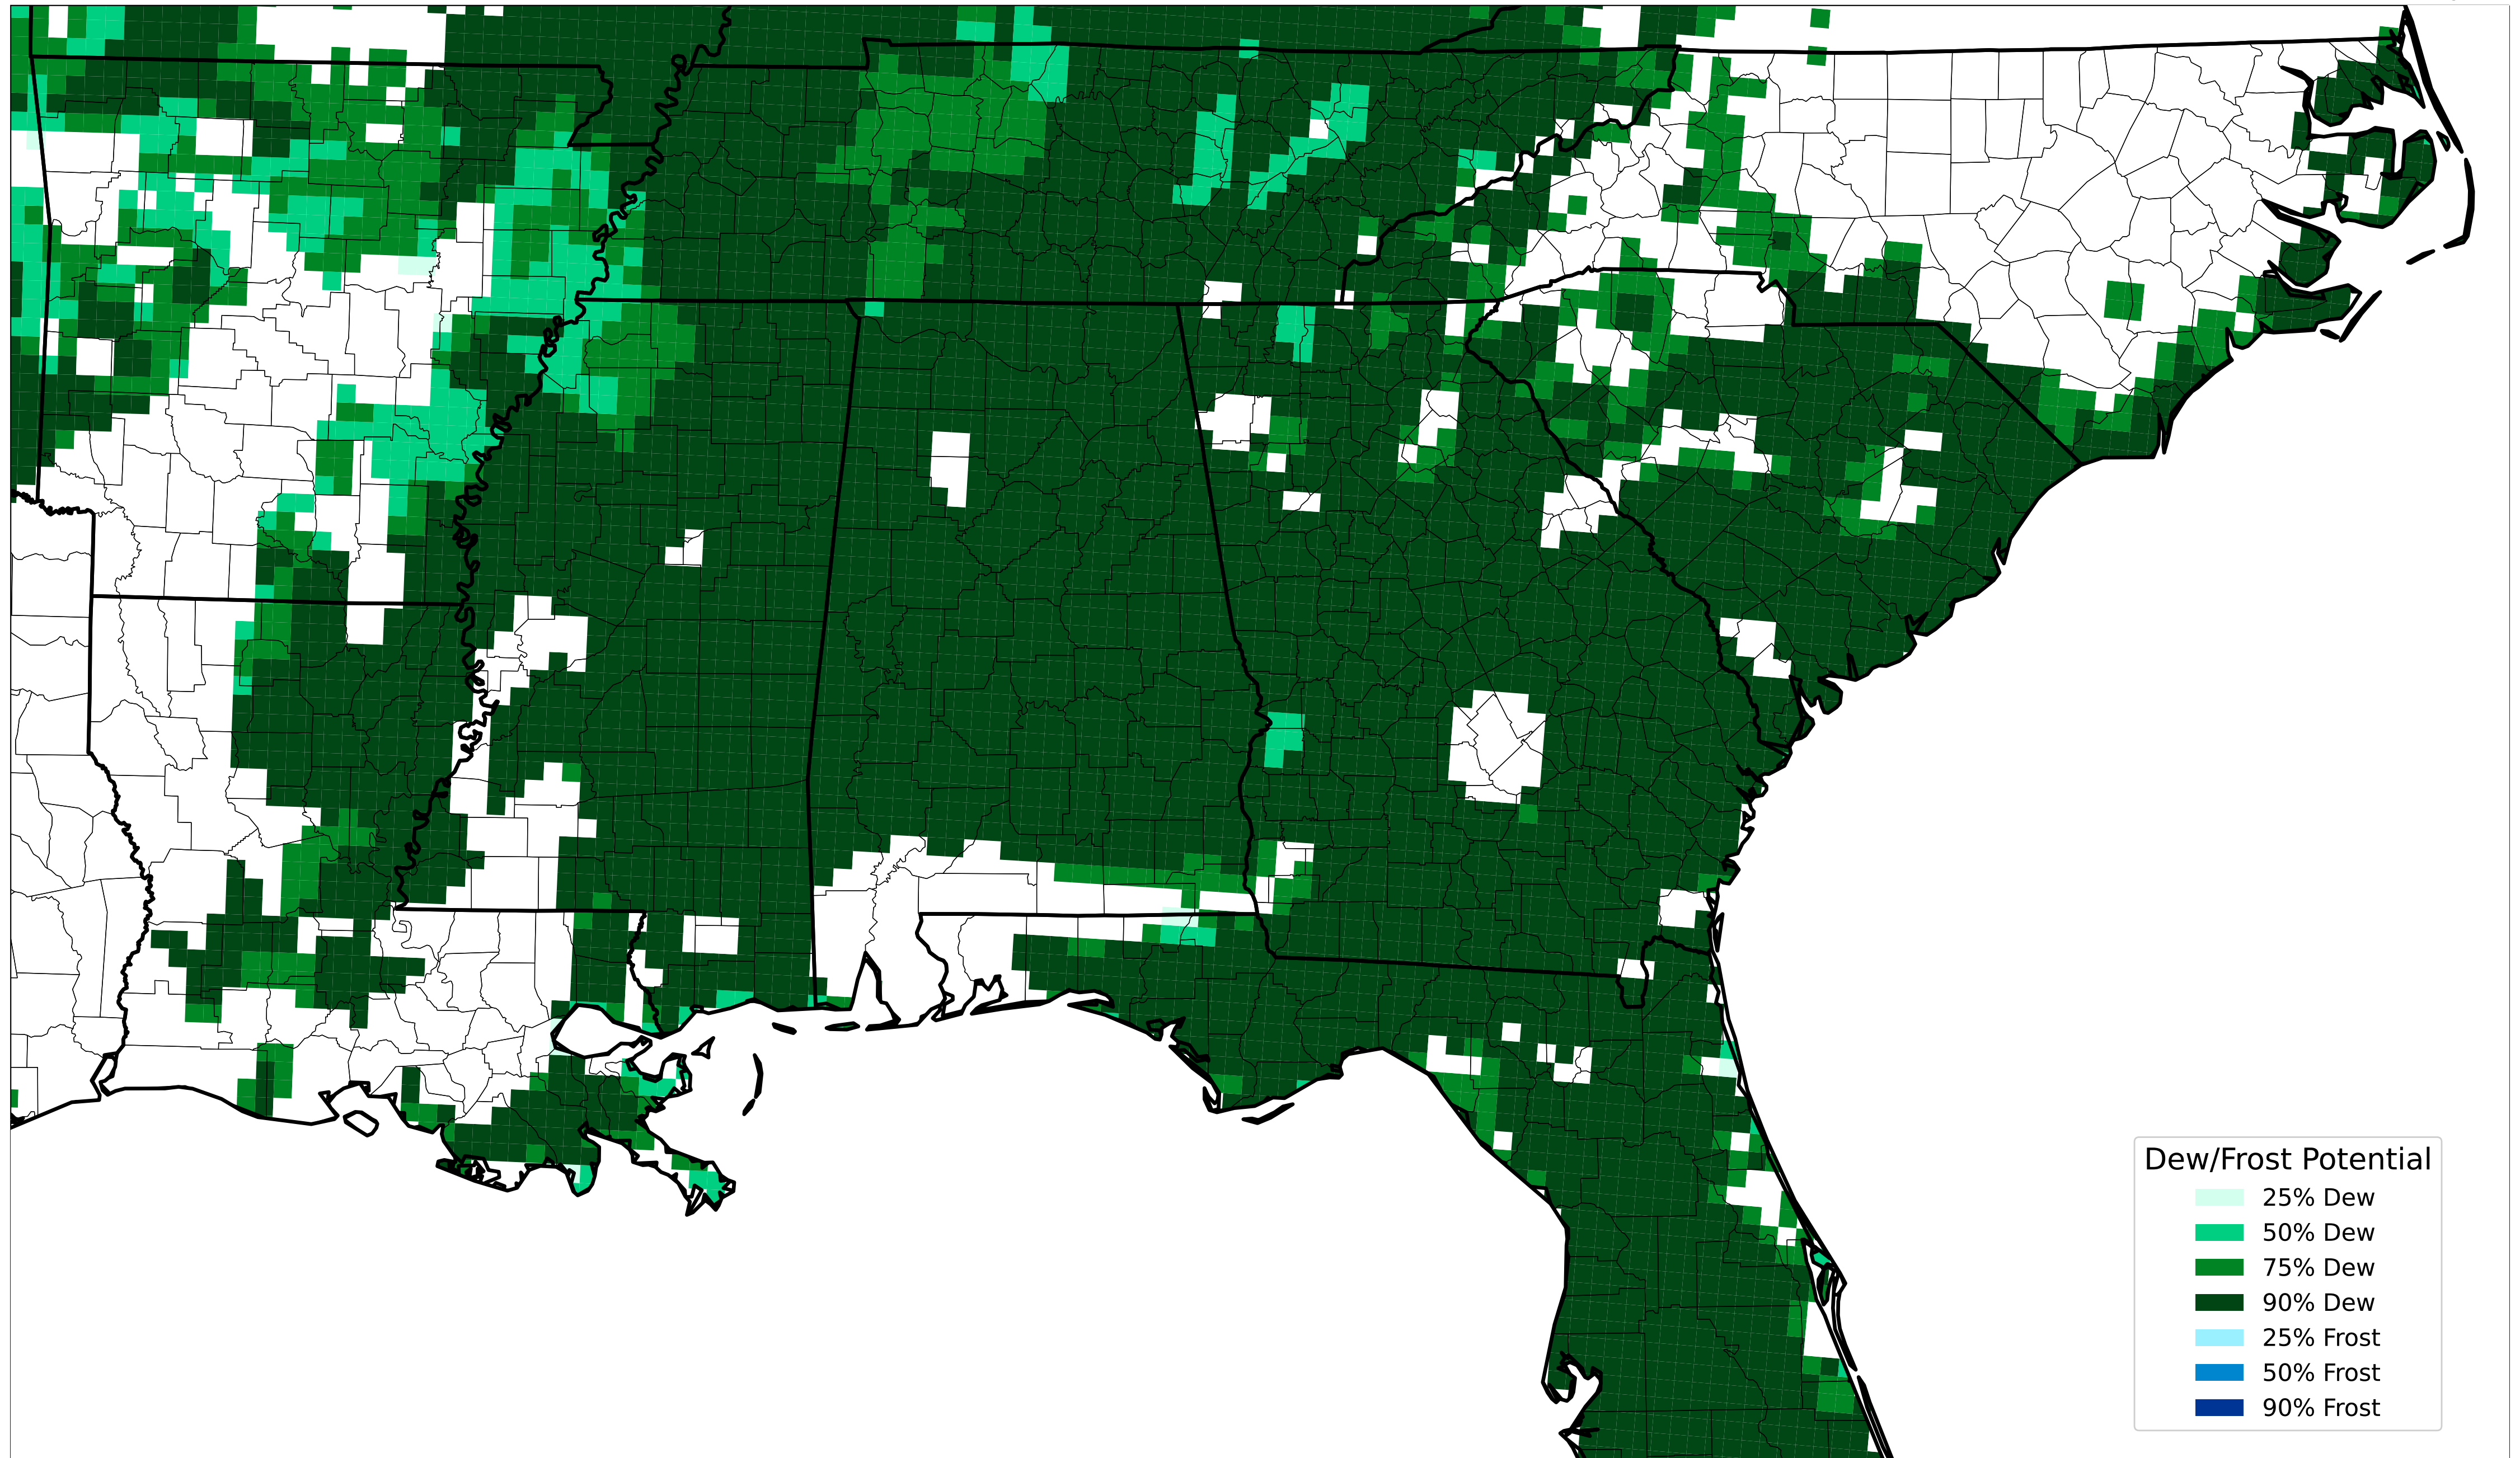 Dew/Frost Potential
25% Dew
50% Dew
75% Dew
90% Dew
25% Frost
50% Frost
90% Frost